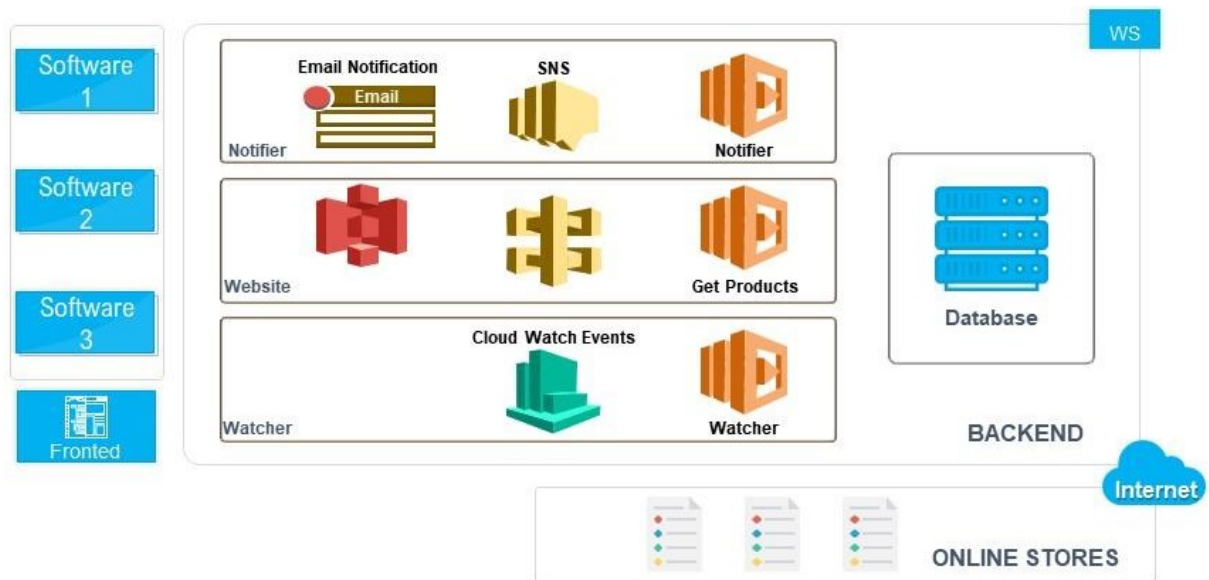 WS
Software
1
Software
2
Software
3
Fronted
Email Notification
Email
SNS
Notifier
Notifier
Website
Get Products
Cloud Watch Events
Watcher
Watcher
Database
BACKEND
Internet
ONLINE STORES